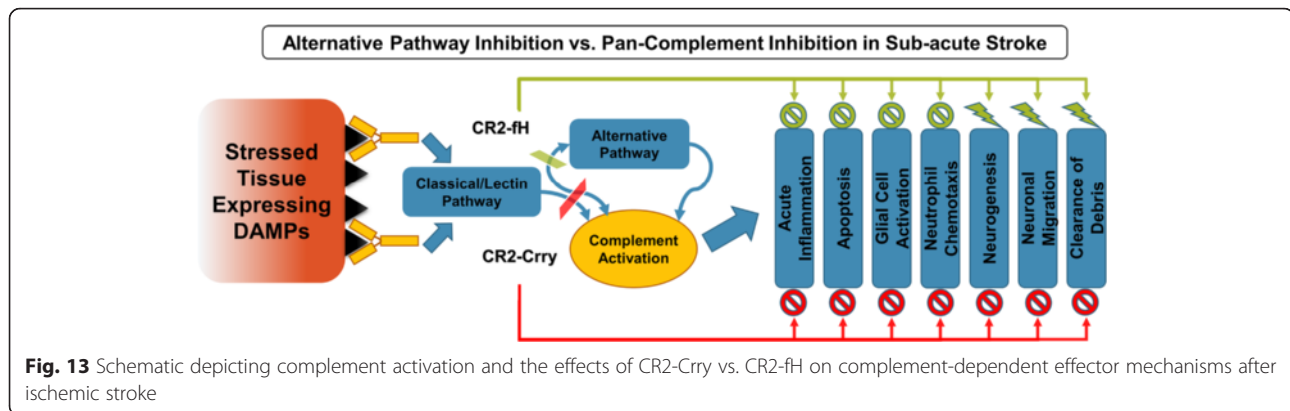 Alternative Pathway Inhibition vs. Pan-Complement Inhibition in Sub-acute Stroke
Stressed
Tissue
Expressing
DAMPs
CR2-fH
Alternative
Pathway
Classical/Lectin
Pathway
CR2-Crry
Complement
Activation
Acute
Inflammation
Apoptosis
Glial Cell
Activation
Neutrophil
Chemotaxis
Neurogenesis
Neuronal
Migration
Clearance of
Debris
Fig. 13 Schematic depicting complement activation and the effects of CR2-Crry vs. CR2-fH on complement-dependent effector mechanisms after
ischemic stroke